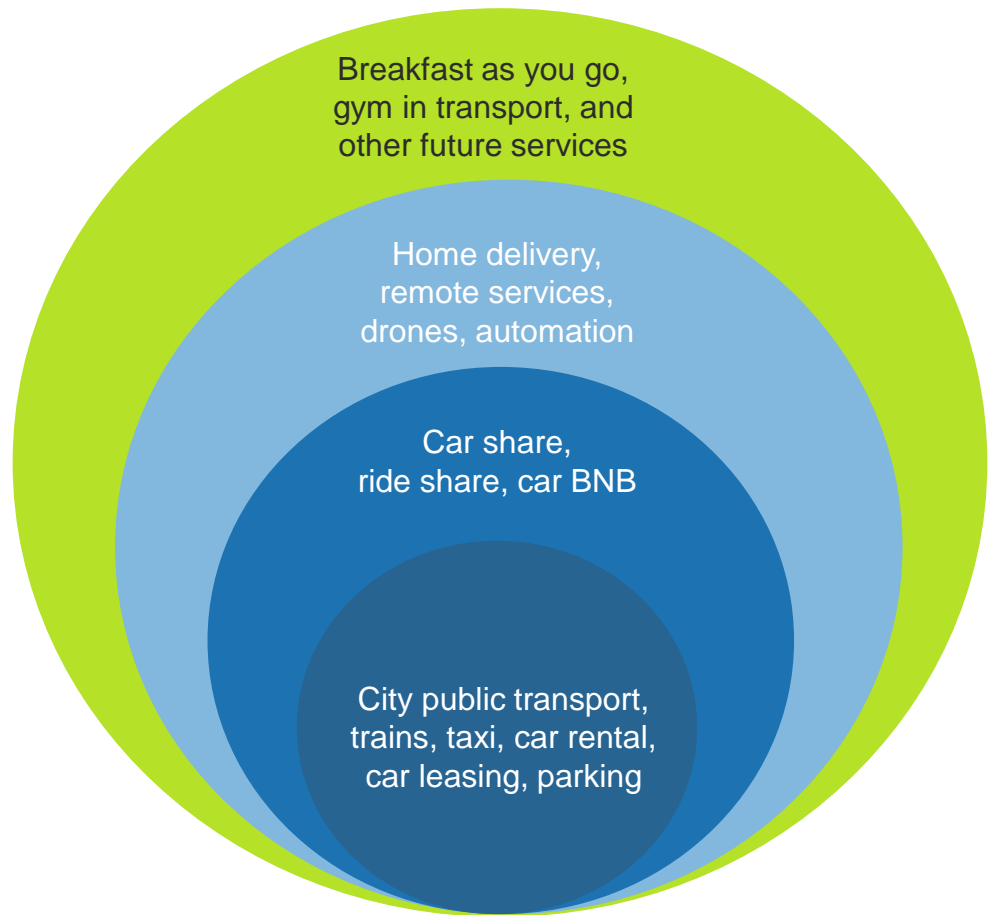 Breakfast as you go,
gym in transport, and
other future services
Home delivery,
remote services,
drones, automation
Car share,
ride share, car BNB
City public transport,
trains, taxi, car rental,
car leasing, parking